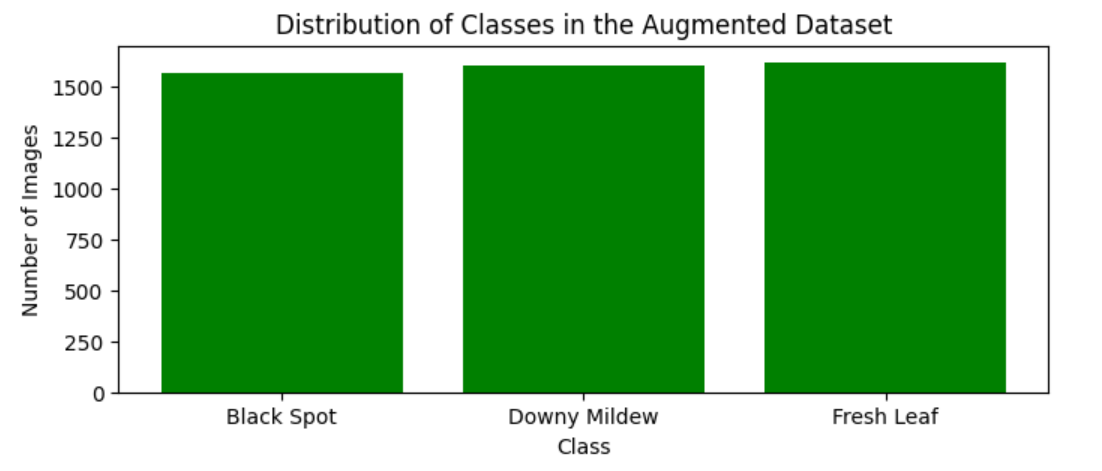 Distribution of Classes in the Augmented Dataset
Number of Images
1500
1250
1000
750
500
250
0
Black Spot Downy Mildew Fresh Leaf
Class